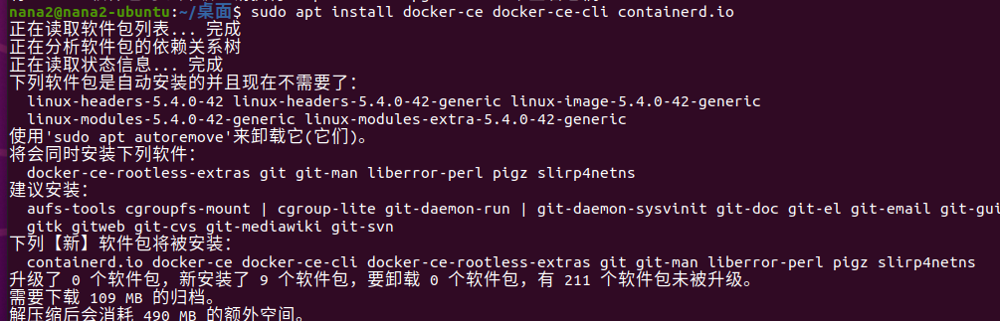 nana2@nana2-ubuntu:~/桌面$ sudo apt install docker-ce docker-ce-cli containerd.io
正在读取软件包列表... 完成
正在分析软件包的依赖关系树
正在读取状态信息... 完成
下列软件包是自动安装的并且现在不需要了：
linux-headers-5.4.0-42 linux-headers-5.4.0-42-generic linux-image-5.4.0-42-generic
linux-modules-5.4.0-42-generic linux-modules-extra-5.4.0-42-generic
使用'sudo apt autoremove'来卸载它(它们)。
将会同时安装下列软件：
docker-ce-rootless-extras git git-man liberror-perl pigz slirp4netns
建议安装：
aufs-tools cgroupfs-mount | cgroup-lite git-daemon-run | git-daemon-sysvinit git-doc git-el git-email git-gui
gitk gitweb git-cvs git-mediawiki git-svn
下列【新】软件包将被安装：
containerd.io docker-ce docker-ce-cli docker-ce-rootless-extras git git-man liberror-perl pigz slirp4netns
升级了 0 个软件包，新安装了 9 个软件包，要卸载 0 个软件包，有 211 个软件包未被升级。
需要下载 109 MB 的归档。
解压缩后会消耗 490 MB 的额外空间。